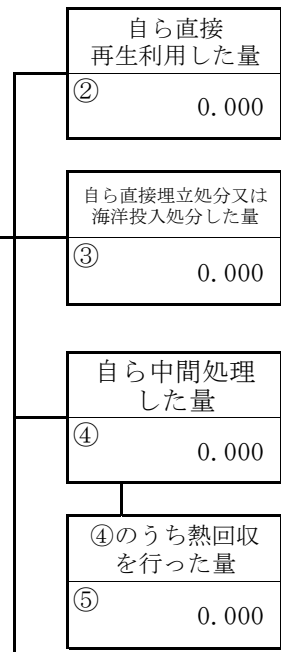 自ら直接
再生利用した量
②
0.000
自ら直接埋立処分又は
海洋投入処分した量
③
0.000
自ら中間処理
した量
④
0.000
④のうち熱回収
を行った量
⑤
0.000